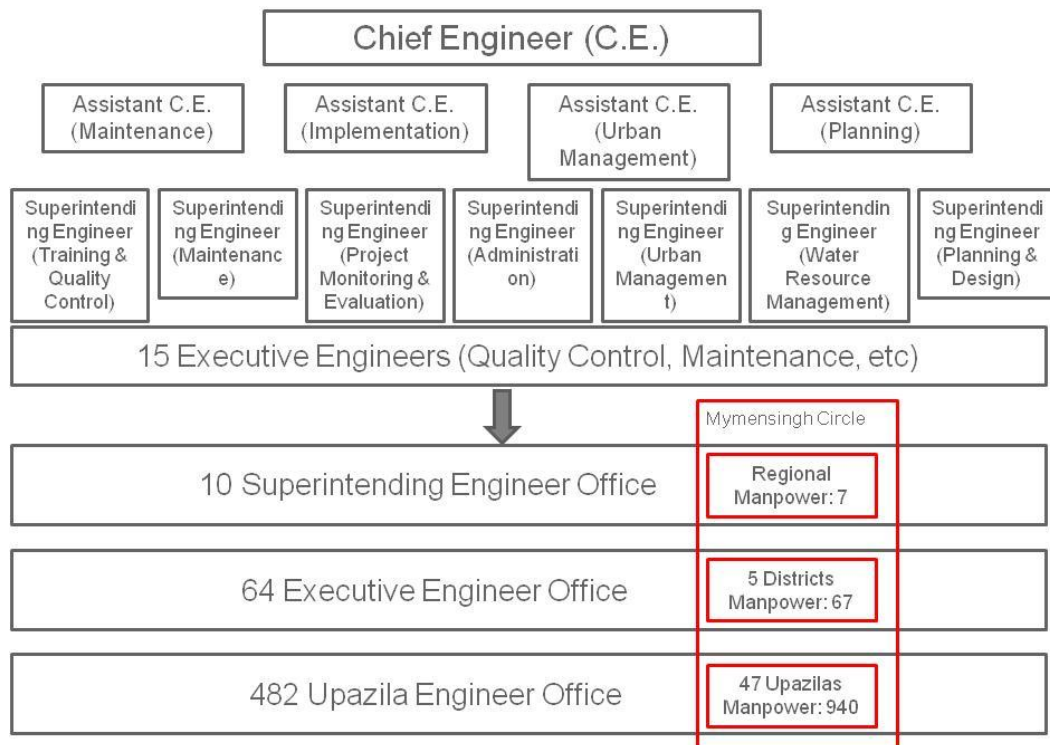 Chief Engineer (C.E.)
Assistant C.E.
(Maintenance)
Assistant C.E.
(Implementation)
Assistant C.E.
(Urban
Management)
Assistant C.E.
(Planning)
Superintendi
ng Engineer
(Training &
Quality
Control)
Superintendi
ng Engineer
(Maintenanc
e)
Superintendi
ng Engineer
(Project
Monitoring &
Evaluation)
Superintendi
ng Engineer
(Administrati
on)
Superintendi
ng Engineer
(Urban
Managemen
t)
Superintendin
g Engineer
(Water
Resource
Management)
Superintendi
ng Engineer
(Planning &
Design)
15 Executive Engineers (Quality Control, Maintenance, etc)
Mymensingh Circle
10 Superintending Engineer Office
Regional
Manpower: 7
64 Executive Engineer Office
5 Districts
Manpower: 67
482 Upazila Engineer Office
47 Upazilas
Manpower: 940